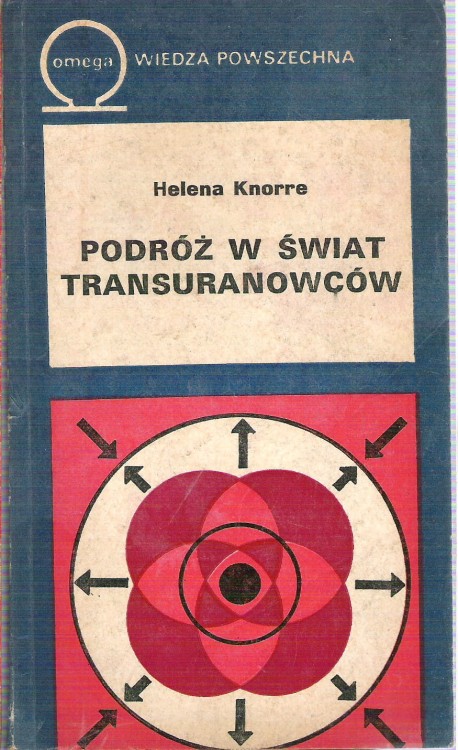 omega WIEDZA POWSZECHNA
Helena Knorre
PODRÓŻ W ŚWIAT
TRANSURANOWCÓW